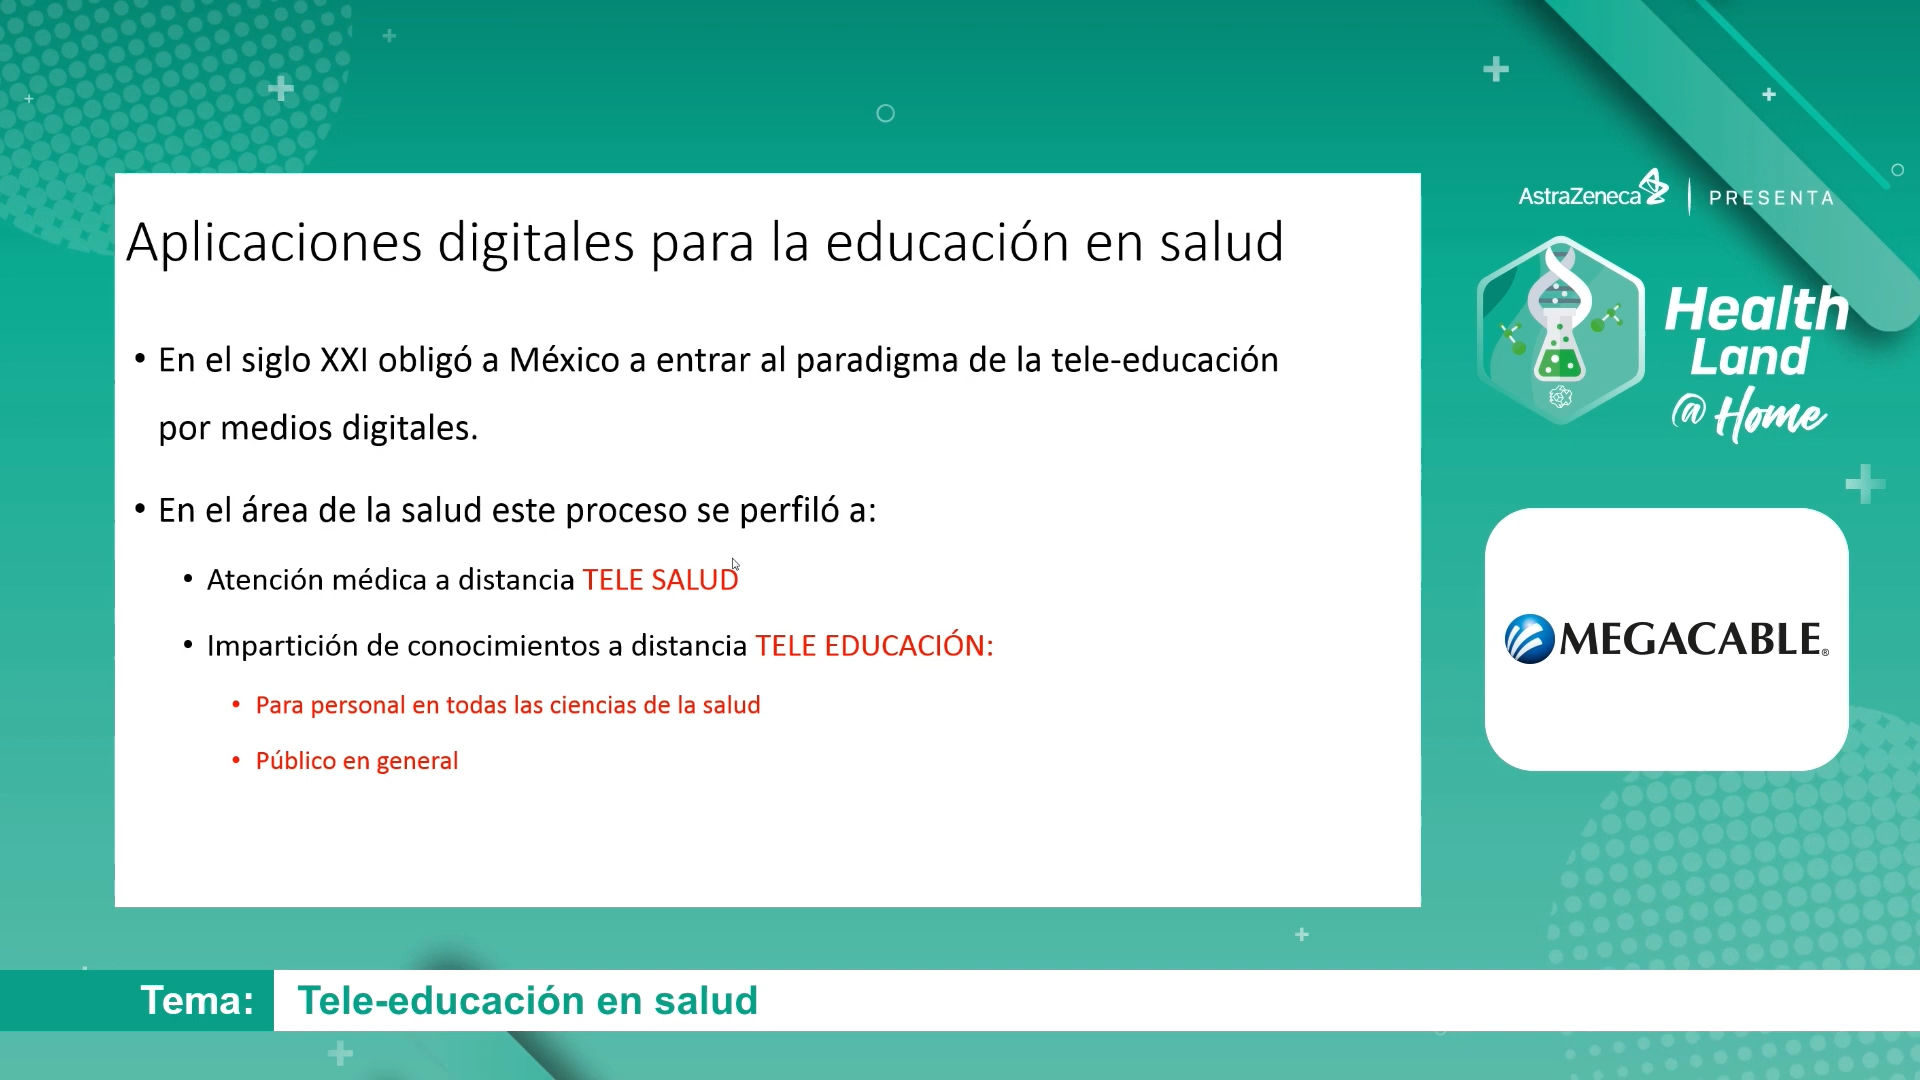 AstraZeneca PRESENTA
Health
Land
@ Home
Aplicaciones digitales para la educación en salud
• En el siglo XXI obligó a México a entrar al paradigma de la tele-educación
por medios digitales.
• En el área de la salud este proceso se perfiló a:
• Atención médica a distancia TELE SALUD
• Impartición de conocimientos a distancia TELE EDUCACIÓN:
• Para personal en todas las ciencias de la salud
• Público en general
MEGACABLE®
Tema: Tele-educación en salud